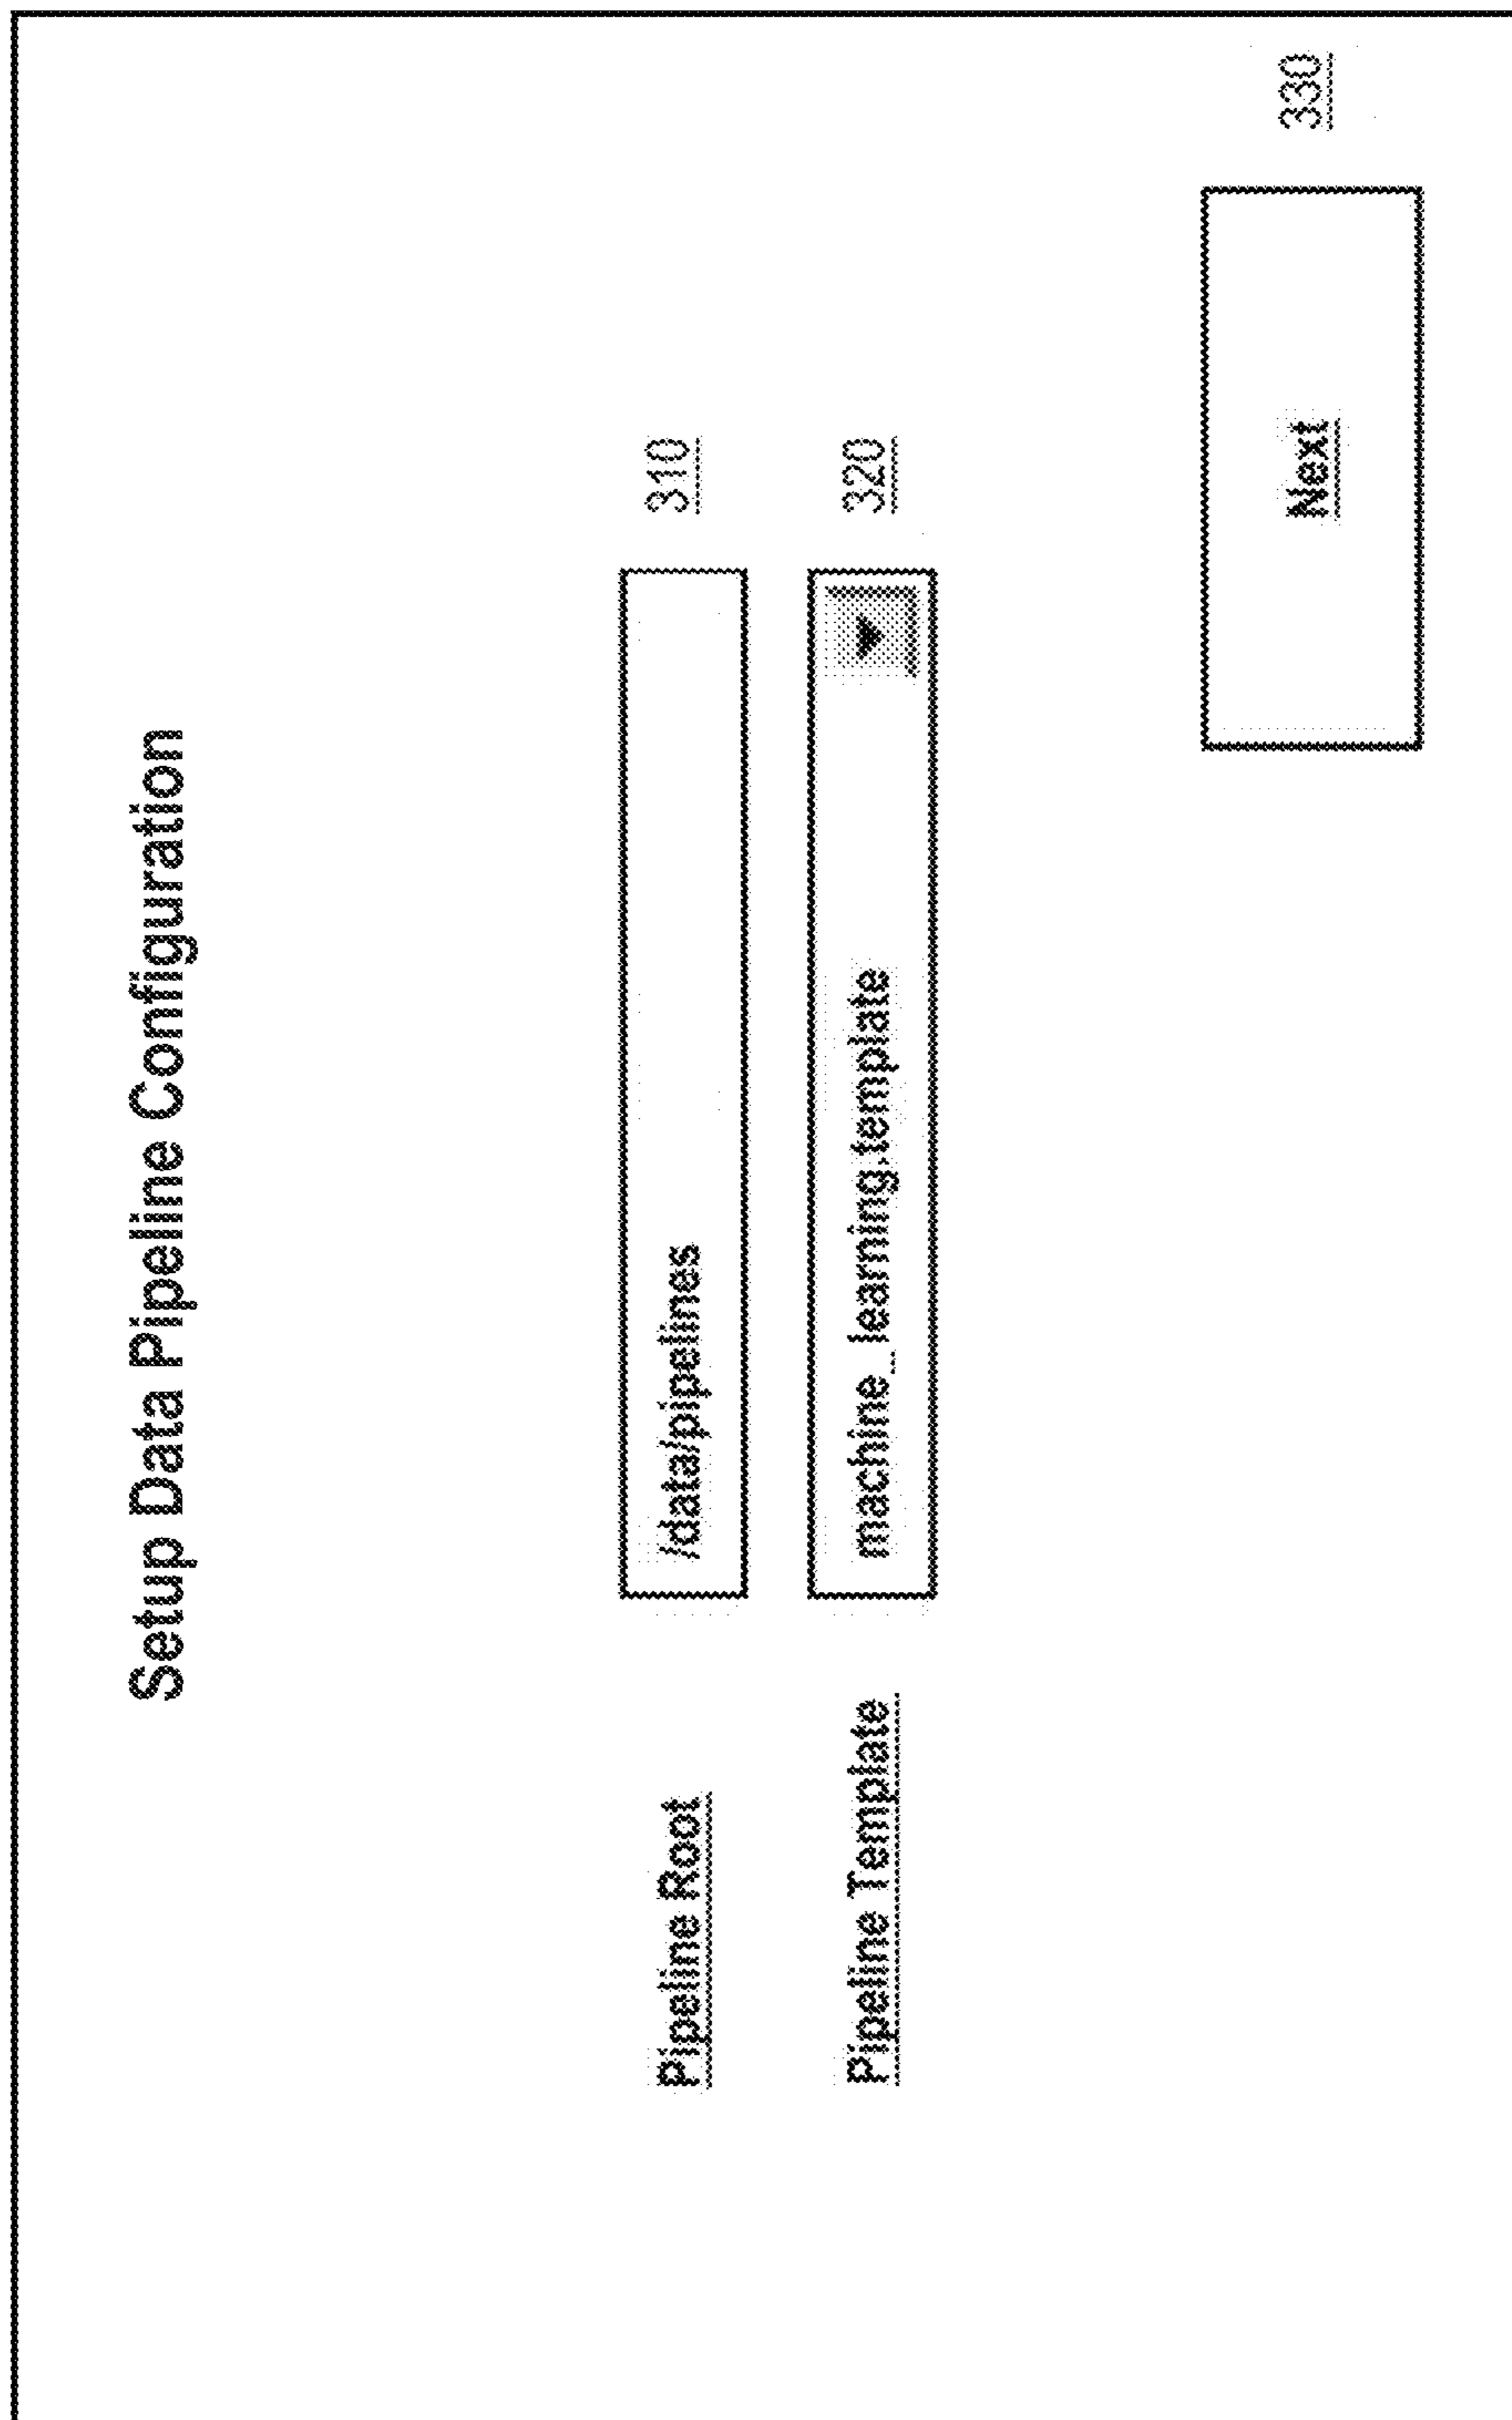 Setup Data Pipeline Configuration
Pipeline Root /data/pipelines 310
Pipeline Template machine_learning.template 320
Next 330